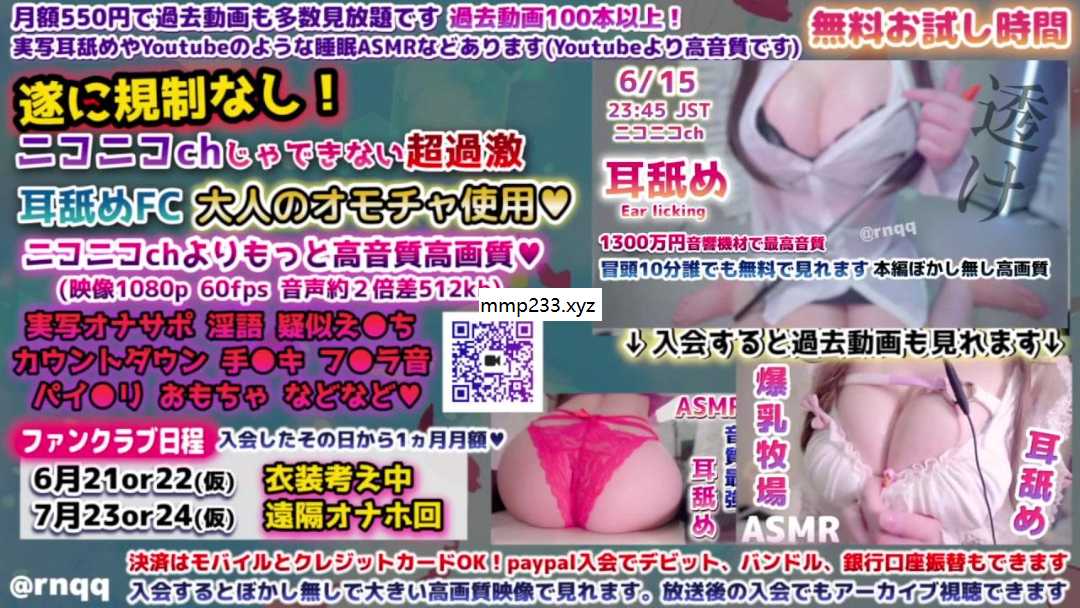 月額550円で過去動画も多数見放題です 過去動画100本以上！
実写耳舐めやYoutubeのような睡眠ASMRなどあります(Youtubeより高音質です)
無料お試し時間
遂に規制なし！
ニコニコchじゃできない超過激
耳舐めFC 大人のオモチャ使用♥
ニコニコchよりもっと高音質高画質♥
(映像1080p 60fps 音声約２倍差512kb)
実写オナサポ 淫語 疑似え●ち
カウントダウン 手●キ フ●ラ音
パイ●リ おもちゃ などなど♥
mmp233.xyz
6/15
23:45 JST
ニコニコch
耳舐め
Ear licking
透け
@rnqq
1300万円音響機材で最高音質
冒頭10分誰でも無料で見れます 本編ぼかし無し高画質
↓入会すると過去動画も見れます↓
ASMR
音質最強
耳舐め
爆乳牧場
耳舐め
ASMR
ファンクラブ日程 入会したその日から1ヵ月月額♥
6月21or22(仮) 衣装考え中
7月23or24(仮) 遠隔オナホ回
決済はモバイルとクレジットカードOK！paypal入会でデビット、バンドル、銀行口座振替もできます
@rnqq 入会するとぼかし無しで大きい高画質映像で見れます。放送後の入会でもアーカイブ視聴できます